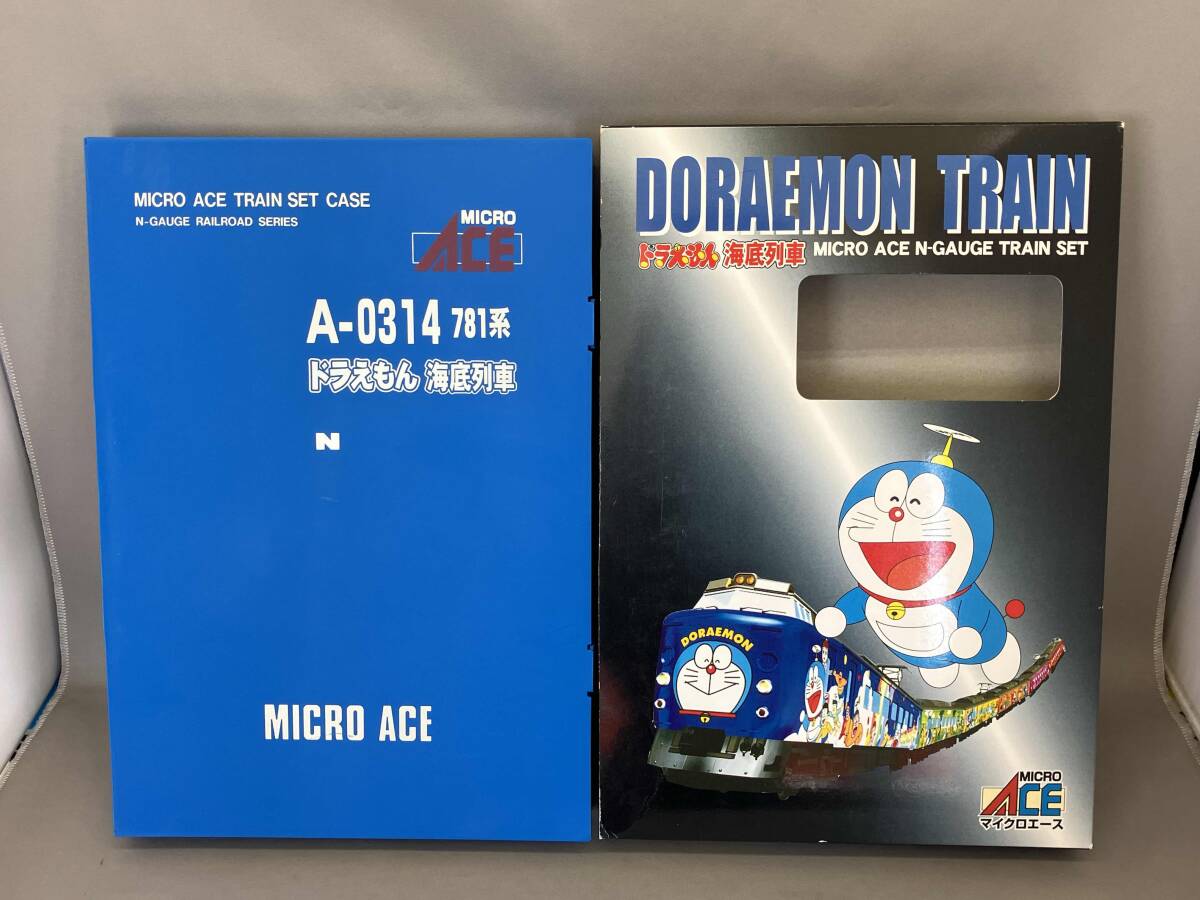 MICRO ACE TRAIN SET CASE
N-GAUGE RAILROAD SERIES
MICRO
ACE
A-0314 781系
ドラえもん 海底列車
N
MICRO ACE
DORAEMON TRAIN
ドラえもん 海底列車 MICRO ACE N-GAUGE TRAIN SET
DORAEMON
MICRO
ACE
マイクロエース